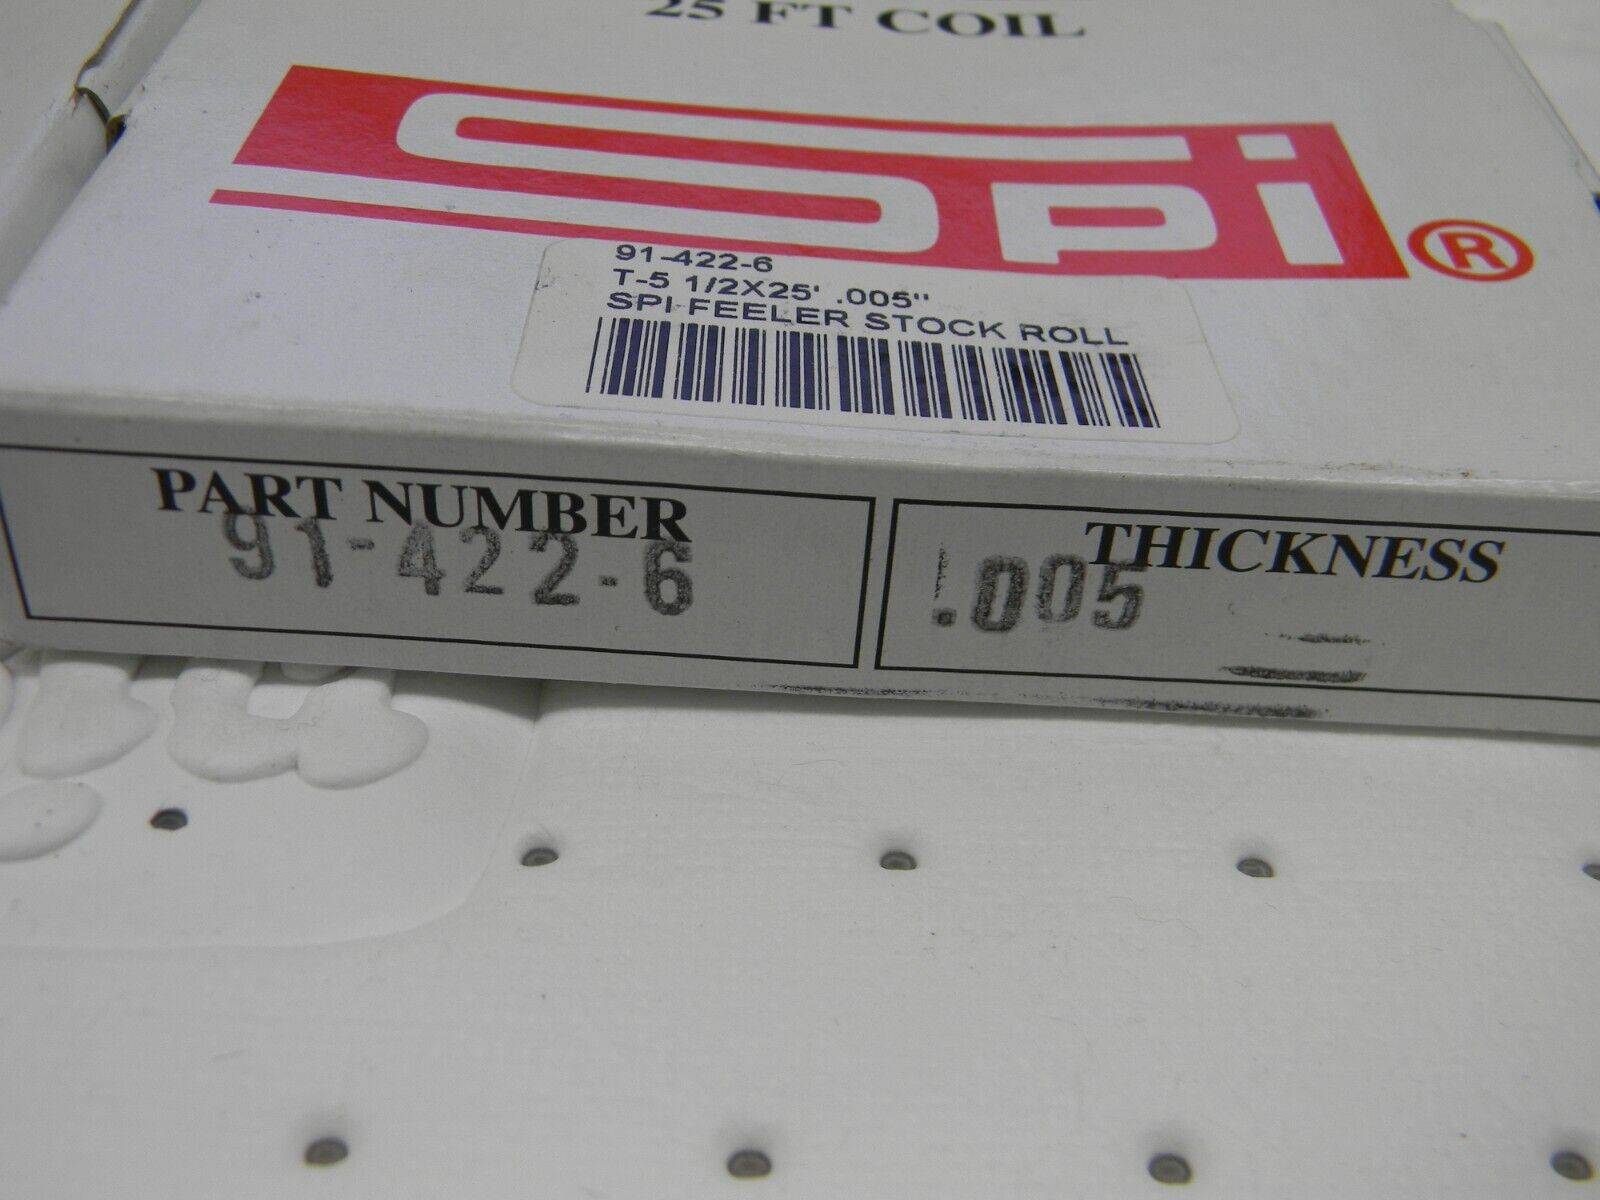 25 FT COIL
SPi®
91-422-6
T-5 1/2X25' .005"
SPI FEELER STOCK ROLL
PART NUMBER
91-422-6
THICKNESS
.005